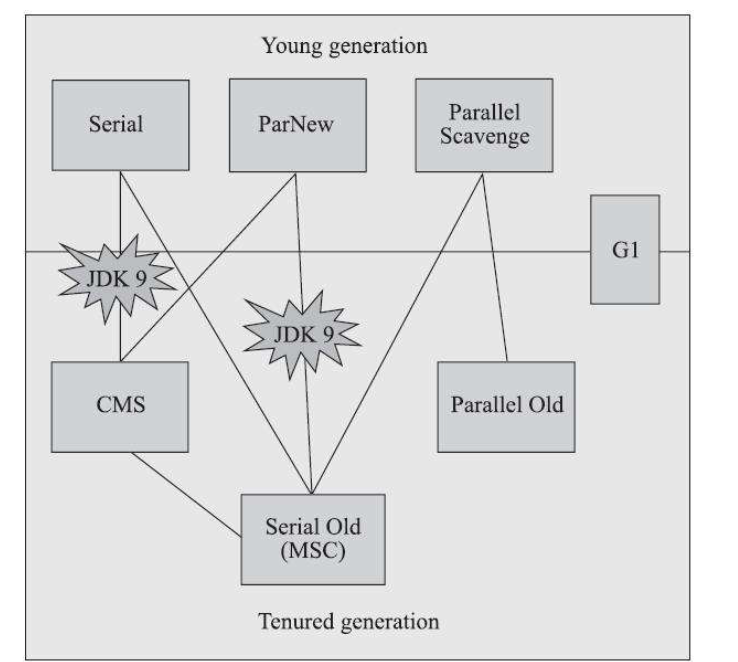 Young generation
Serial
ParNew
Parallel
Scavenge
G1
JDK 9
JDK 9
CMS
Parallel Old
Serial Old
(MSC)
Tenured generation